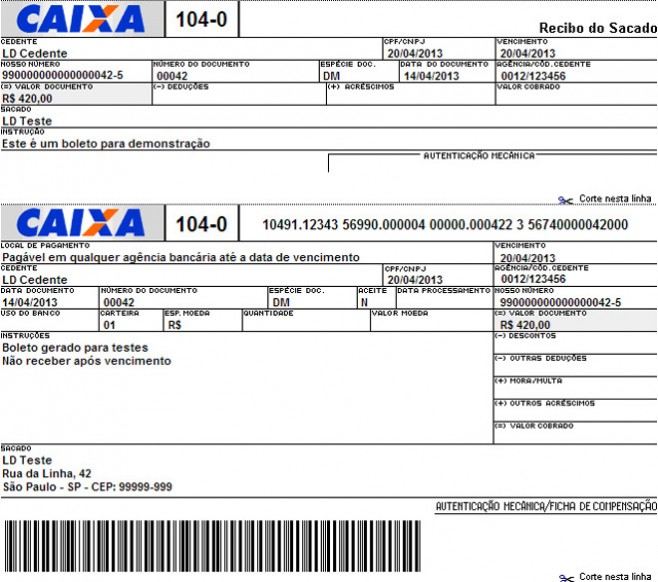 CAIXA 104-0 Recibo do Sacado
CEDENTE CPF/CNPJ VENCIMENTO
LD Cedente 20/04/2013 20/04/2013
NOSSO NÚMERO NÚMERO DO DOCUMENTO ESPÉCIE DOC. DATA DO DOCUMENTO AGÊNCIA/CÓD.CEDENTE
990000000000000042-5 00042 DM 14/04/2013 0012/123456
(=) VALOR DOCUMENTO (-) DEDUÇÕES (+) ACRÉSCIMOS VALOR COBRADO
R$ 420,00
SACADO
LD Teste
INSTRUÇÃO
Este é um boleto para demonstração
AUTENTICAÇÃO MECÂNICA
Corte nesta linha
CAIXA 104-0 10491.12343 56990.000004 00000.000422 3 56740000042000
LOCAL DE PAGAMENTO VENCIMENTO
Pagável em qualquer agência bancária até a data de vencimento 20/04/2013
CEDENTE CPF/CNPJ AGÊNCIA/CÓD.CEDENTE
LD Cedente 20/04/2013 0012/123456
DATA DOCUMENTO NÚMERO DO DOCUMENTO ESPÉCIE DOC. ACEITE DATA PROCESSAMENTO NOSSO NÚMERO
14/04/2013 00042 DM N 990000000000000042-5
USO DO BANCO CARTEIRA ESP. MOEDA QUANTIDADE VALOR MOEDA (=) VALOR DOCUMENTO
01 R$ R$ 420,00
INSTRUÇÕES (-) DESCONTOS
Boleto gerado para testes
Não receber após vencimento
(-) OUTRAS DEDUÇÕES
(+) MORA/MULTA
(+) OUTROS ACRÉSCIMOS
(=) VALOR COBRADO
SACADO
LD Teste
Rua da Linha, 42
São Paulo - SP - CEP: 99999-999
AUTENTICAÇÃO MECÂNICA/FICHA DE COMPENSAÇÃO
Corte nesta linha